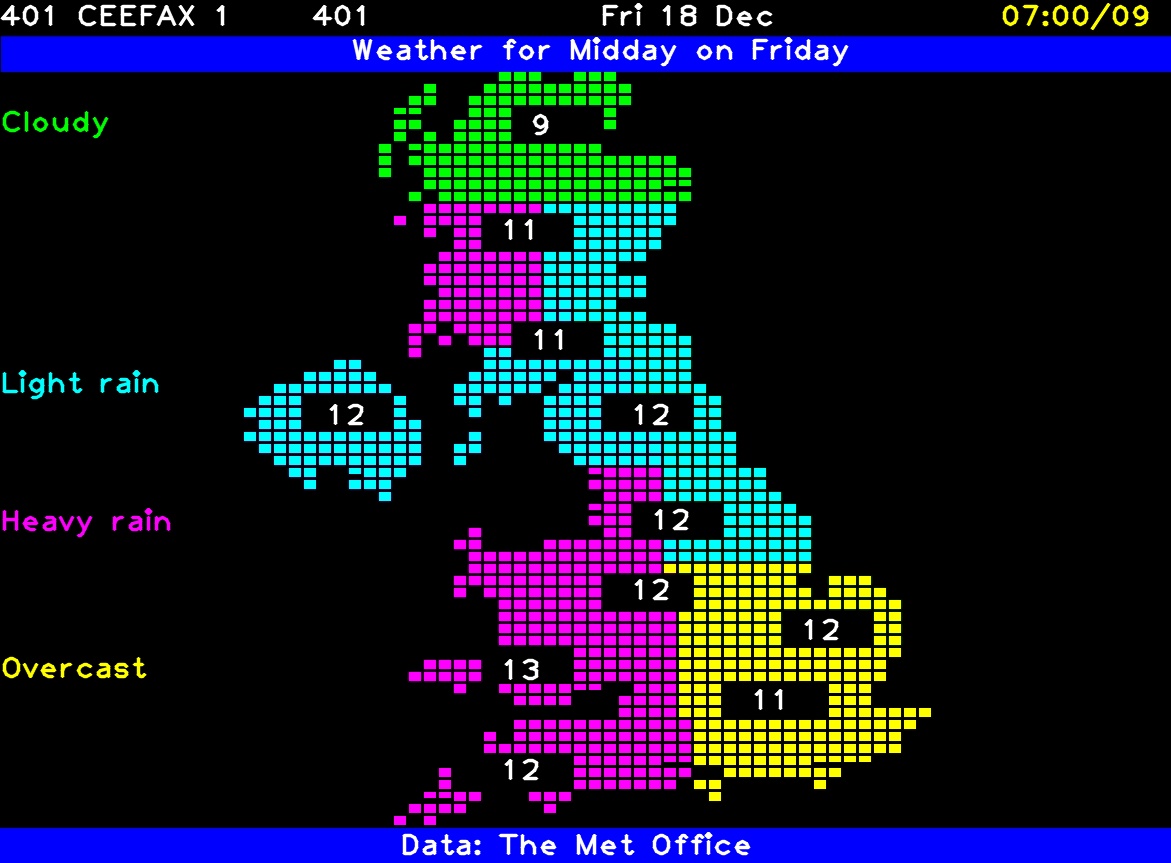 401 CEEFAX 1 401 Fri 18 Dec 07:00/09
Weather for Midday on Friday
Cloudy
9
11
11
Light rain
12 12
Heavy rain
12
12
12
Overcast
13
11
12
Data: The Met Office